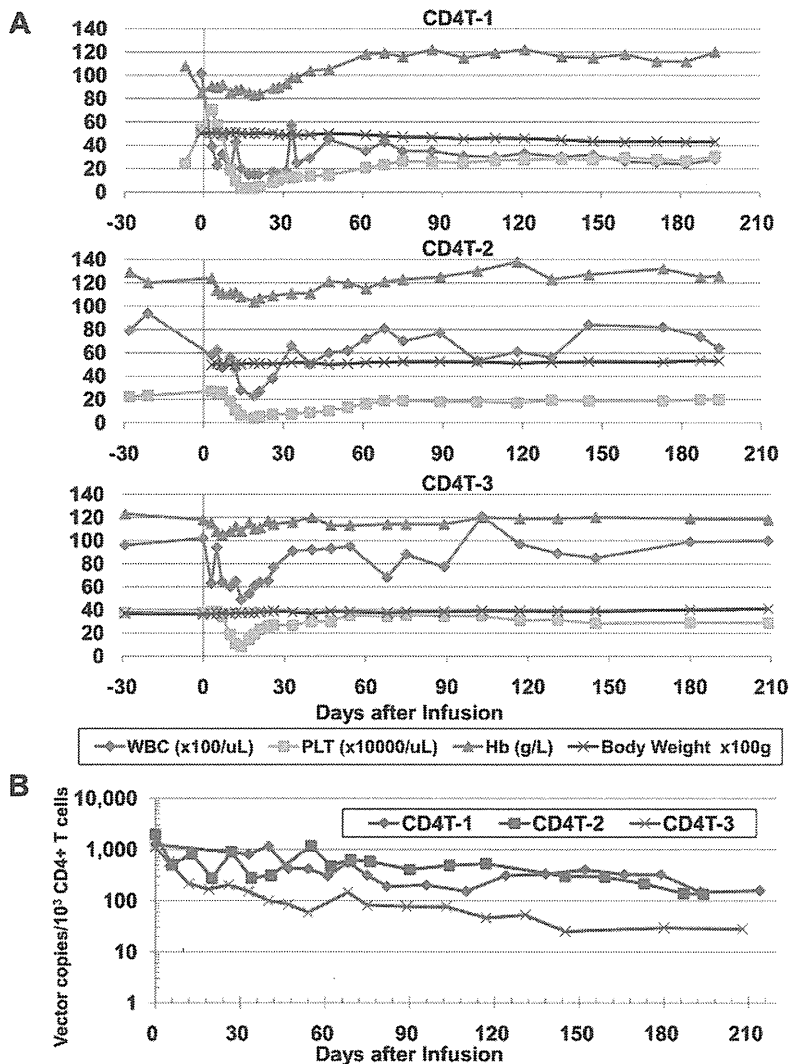 A
CD4T-1
140
120
100
80
60
40
20
0
-30 0 30 60 90 120 150 180 210
CD4T-2
140
120
100
80
60
40
20
0
-30 0 30 60 90 120 150 180 210
CD4T-3
140
120
100
80
60
40
20
0
-30 0 30 60 90 120 150 180 210
Days after Infusion
WBC (x100/uL) PLT (x10000/uL) Hb (g/L) Body Weight x100g
B
Vector copies/10³ CD4+ T cells
10,000
1,000
100
10
1
CD4T-1 CD4T-2 CD4T-3
0 30 60 90 120 150 180 210
Days after Infusion